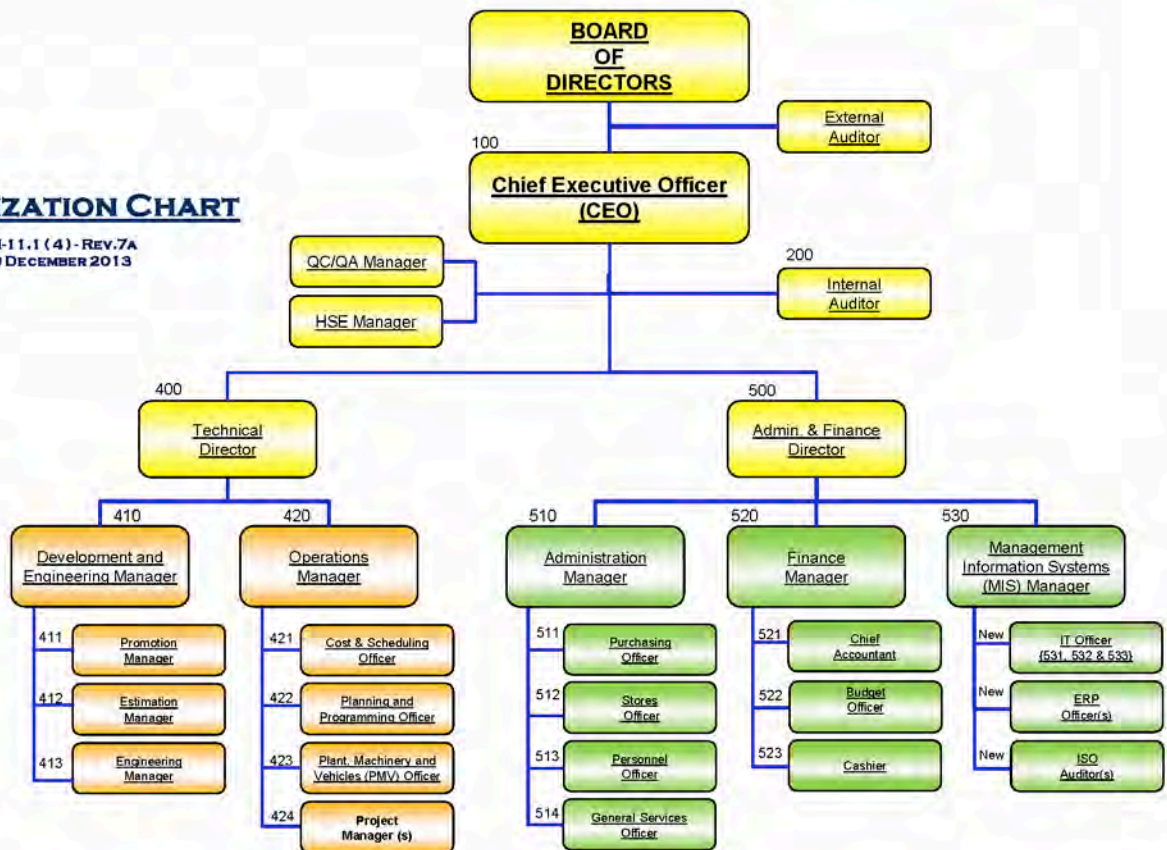 BOARD
OF
DIRECTORS
External
Auditor
100
Chief Executive Officer
(CEO)
IZATION CHART
-11.1 (4) - REV.7A
DECEMBER 2013
QC/QA Manager
HSE Manager
200
Internal
Auditor
400
Technical
Director
500
Admin. & Finance
Director
410
Development and
Engineering Manager
411
Promotion
Manager
412
Estimation
Manager
413
Engineering
Manager
420
Operations
Manager
421
Cost & Scheduling
Officer
422
Planning and
Programming Officer
423
Plant, Machinery and
Vehicles (PMV) Officer
424
Project
Manager (s)
510
Administration
Manager
511
Purchasing
Officer
512
Stores
Officer
513
Personnel
Officer
514
General Services
Officer
520
Finance
Manager
521
Chief
Accountant
522
Budget
Officer
523
Cashier
530
Management
Information Systems
(MIS) Manager
New
IT Officer
(531, 532 & 533)
New
ERP
Officer(s)
New
ISO
Auditor(s)